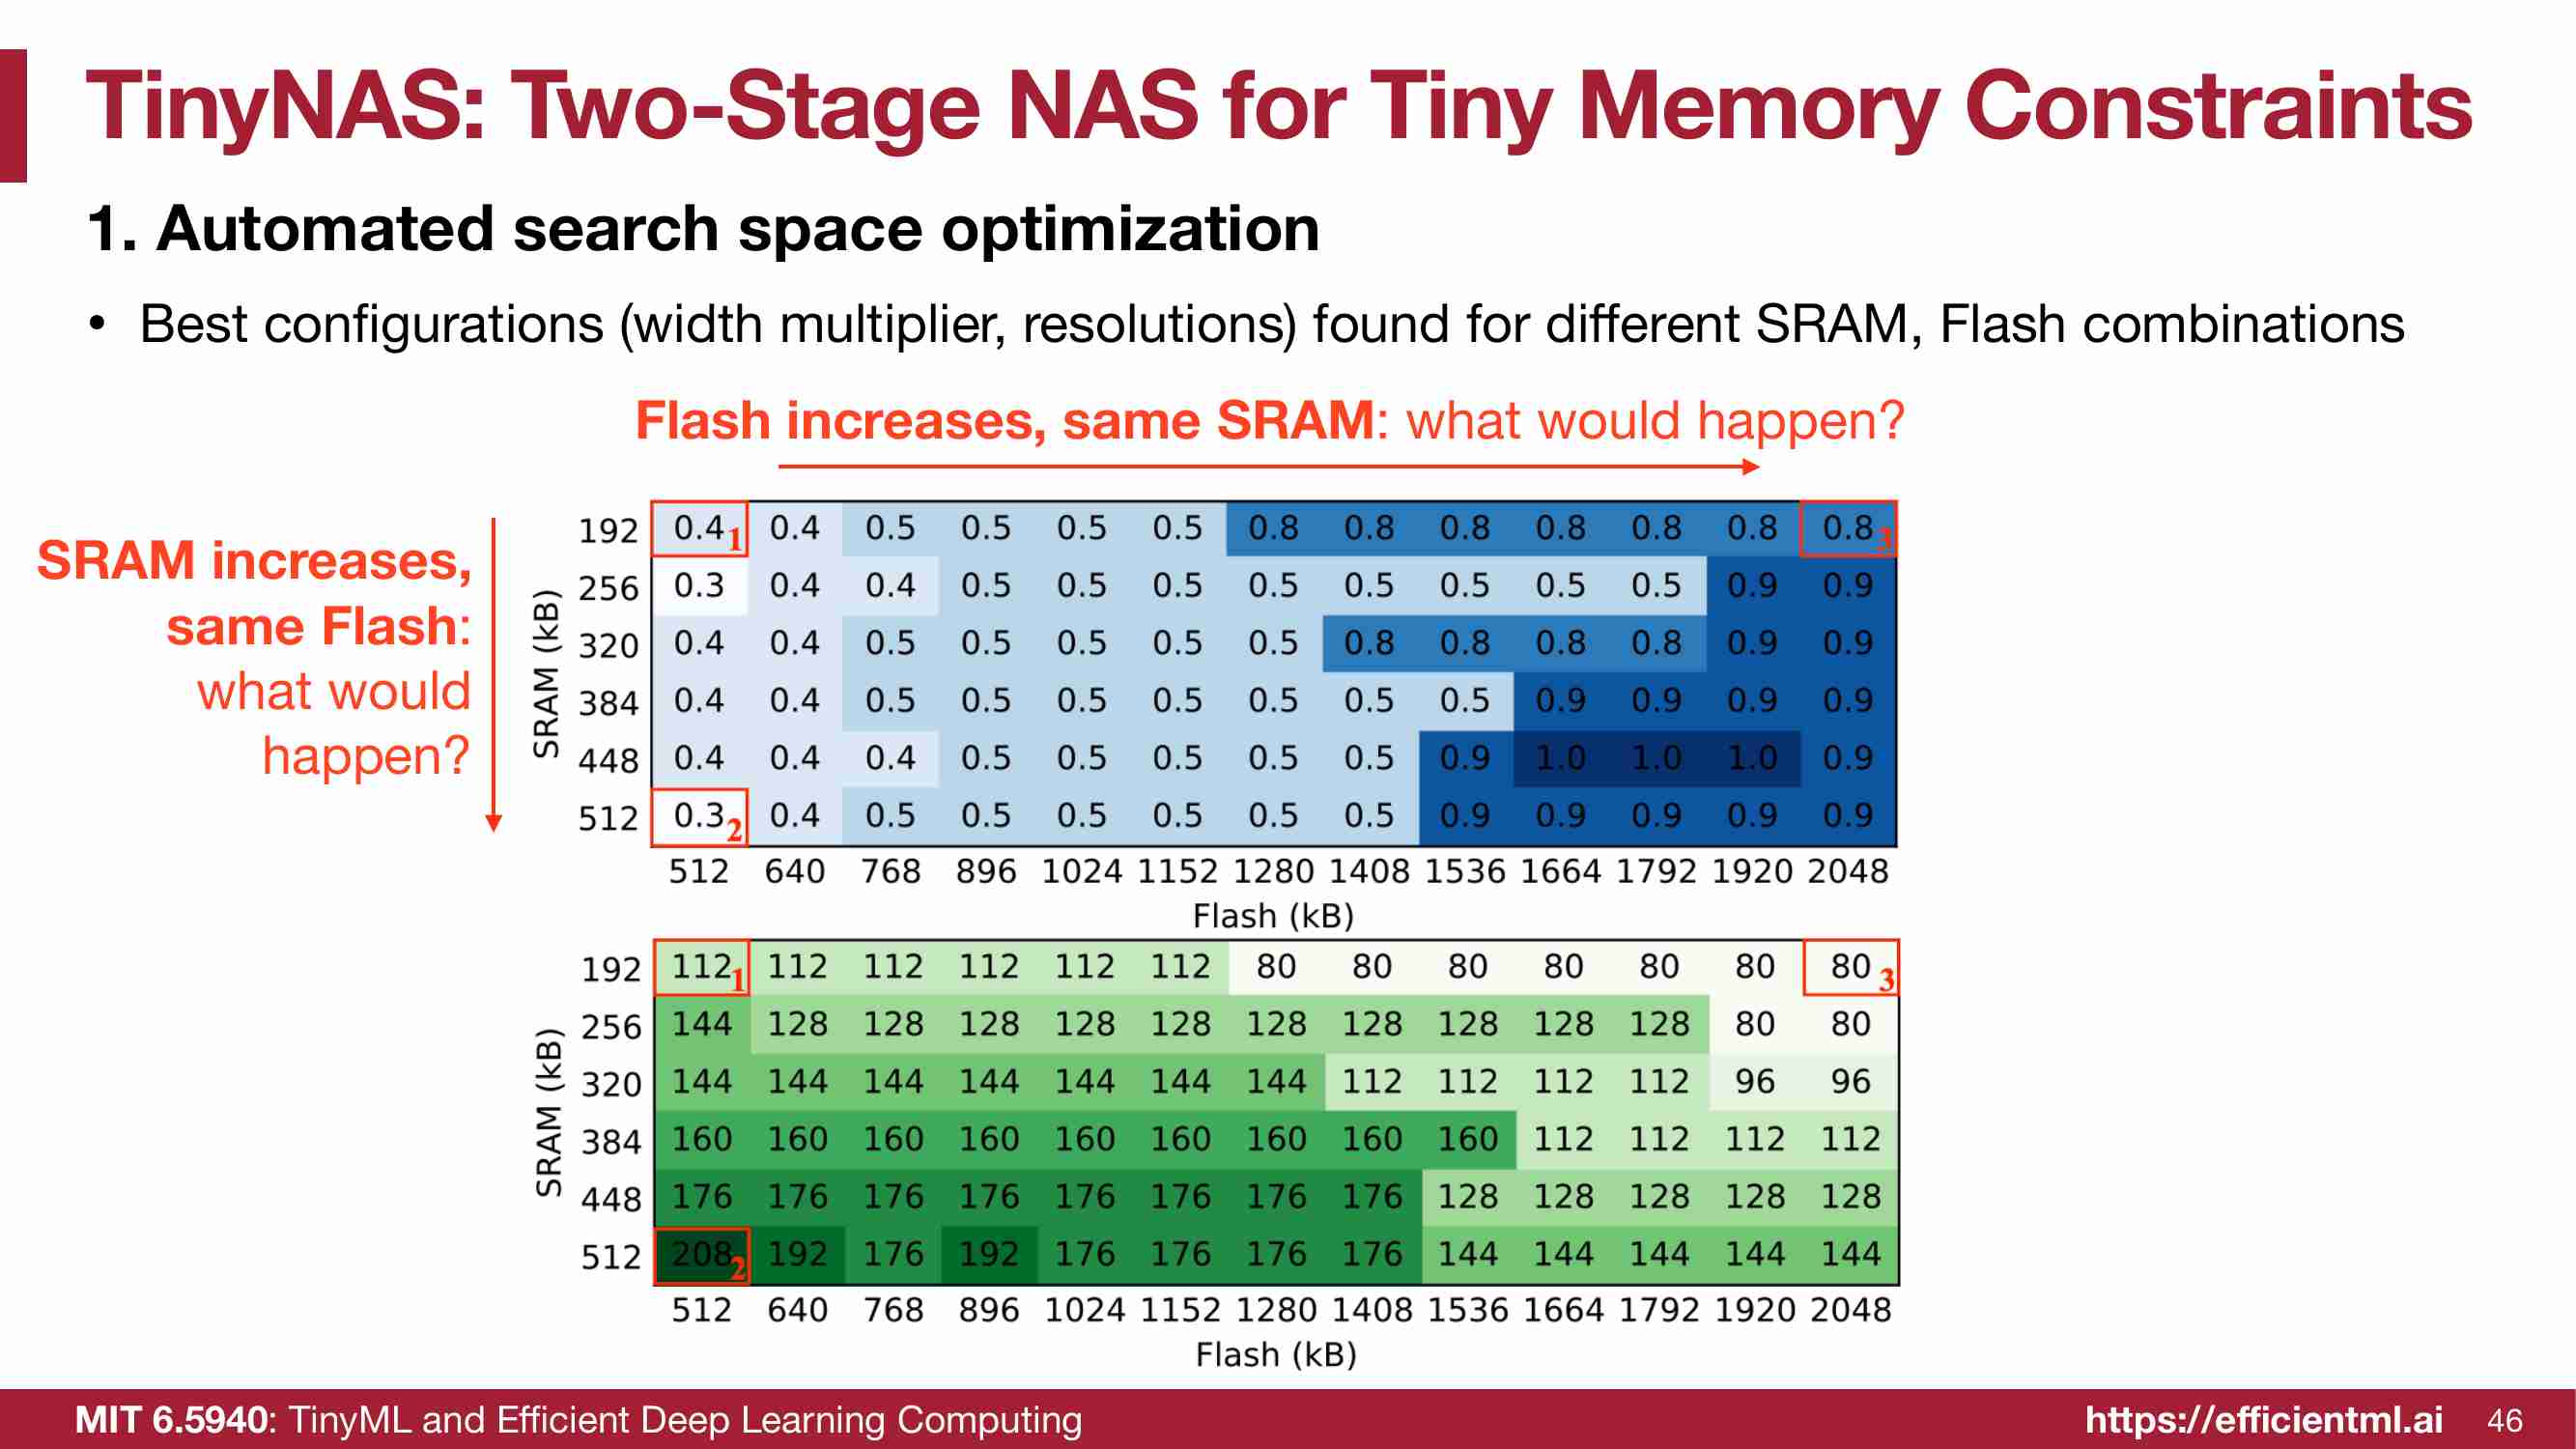 TinyNAS: Two-Stage NAS for Tiny Memory Constraints
1. Automated search space optimization
• Best configurations (width multiplier, resolutions) found for different SRAM, Flash combinations
Flash increases, same SRAM: what would happen?
SRAM increases,
same Flash:
what would
happen?
SRAM (kB)
192 0.4 1 0.4 0.5 0.5 0.5 0.5 0.8 0.8 0.8 0.8 0.8 0.8 0.8 3
256 0.3 0.4 0.4 0.5 0.5 0.5 0.5 0.5 0.5 0.5 0.5 0.9 0.9
320 0.4 0.4 0.5 0.5 0.5 0.5 0.5 0.8 0.8 0.8 0.8 0.9 0.9
384 0.4 0.4 0.5 0.5 0.5 0.5 0.5 0.5 0.5 0.9 0.9 0.9 0.9
448 0.4 0.4 0.4 0.5 0.5 0.5 0.5 0.5 0.9 1.0 1.0 1.0 0.9
512 0.3 2 0.4 0.5 0.5 0.5 0.5 0.5 0.5 0.9 0.9 0.9 0.9 0.9
512 640 768 896 1024 1152 1280 1408 1536 1664 1792 1920 2048
Flash (kB)
SRAM (kB)
192 112 1 112 112 112 112 112 80 80 80 80 80 80 80 3
256 144 128 128 128 128 128 128 128 128 128 128 80 80
320 144 144 144 144 144 144 144 112 112 112 112 96 96
384 160 160 160 160 160 160 160 160 160 112 112 112 112
448 176 176 176 176 176 176 176 176 128 128 128 128 128
512 208 2 192 176 192 176 176 176 176 144 144 144 144 144
512 640 768 896 1024 1152 1280 1408 1536 1664 1792 1920 2048
Flash (kB)
MIT 6.5940: TinyML and Efficient Deep Learning Computing
https://efficientml.ai 46